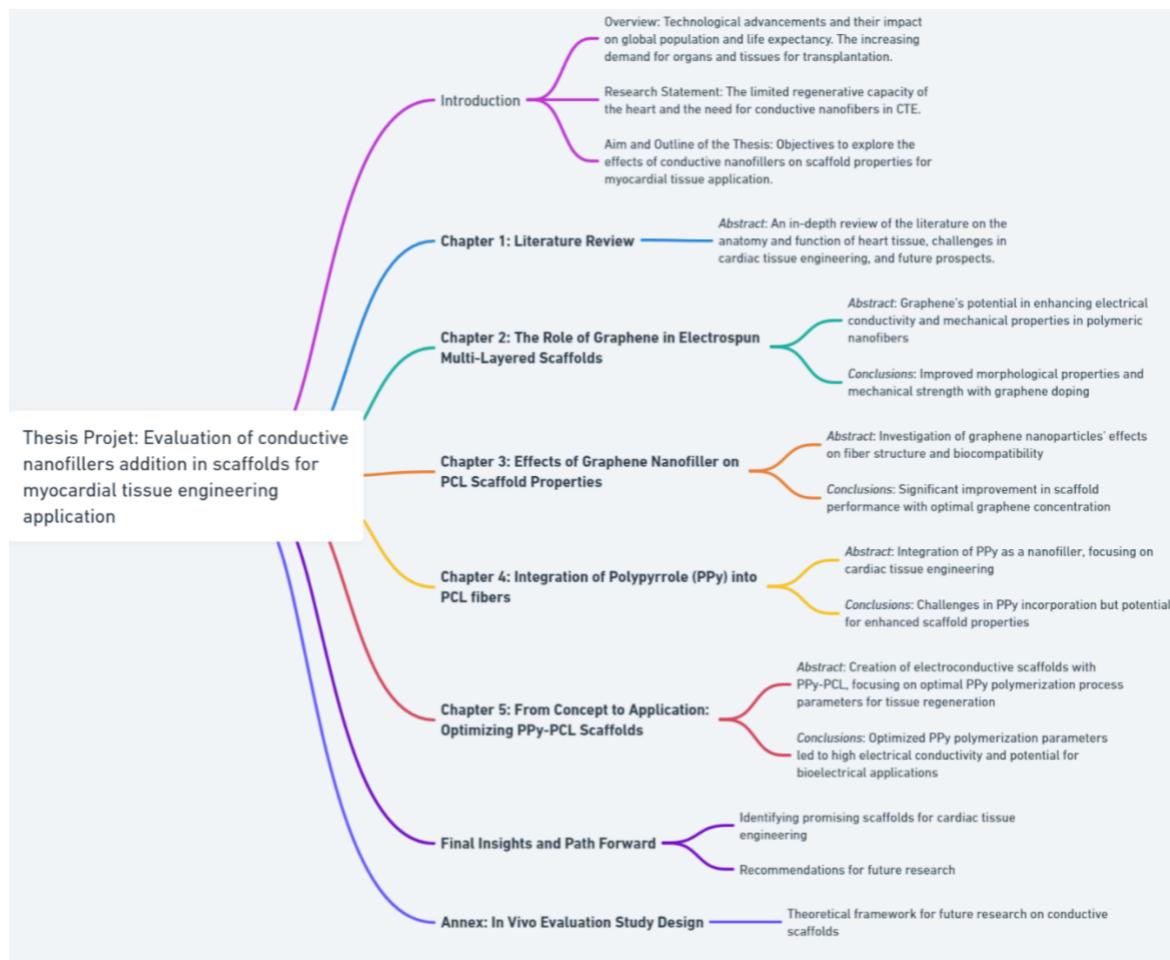 Thesis Projet: Evaluation of conductive
nanofillers addition in scaffolds for
myocardial tissue engineering
application
Introduction
Overview: Technological advancements and their impact
on global population and life expectancy. The increasing
demand for organs and tissues for transplantation.
Research Statement: The limited regenerative capacity of
the heart and the need for conductive nanofibers in CTE.
Aim and Outline of the Thesis: Objectives to explore the
effects of conductive nanofillers on scaffold properties for
myocardial tissue application.
Chapter 1: Literature Review
Abstract: An in-depth review of the literature on the
anatomy and function of heart tissue, challenges in
cardiac tissue engineering, and future prospects.
Chapter 2: The Role of Graphene in Electrospun
Multi-Layered Scaffolds
Abstract: Graphene's potential in enhancing electrical
conductivity and mechanical properties in polymeric
nanofibers
Conclusions: Improved morphological properties and
mechanical strength with graphene doping
Chapter 3: Effects of Graphene Nanofiller on
PCL Scaffold Properties
Abstract: Investigation of graphene nanoparticles' effects
on fiber structure and biocompatibility
Conclusions: Significant improvement in scaffold
performance with optimal graphene concentration
Chapter 4: Integration of Polypyrrole (PPy) into
PCL fibers
Abstract: Integration of PPy as a nanofiller, focusing on
cardiac tissue engineering
Conclusions: Challenges in PPy incorporation but potential
for enhanced scaffold properties
Chapter 5: From Concept to Application:
Optimizing PPy-PCL Scaffolds
Abstract: Creation of electroconductive scaffolds with
PPy-PCL, focusing on optimal PPy polymerization process
parameters for tissue regeneration
Conclusions: Optimized PPy polymerization parameters
led to high electrical conductivity and potential for
bioelectrical applications
Final Insights and Path Forward
Identifying promising scaffolds for cardiac tissue
engineering
Recommendations for future research
Annex: In Vivo Evaluation Study Design
Theoretical framework for future research on conductive
scaffolds